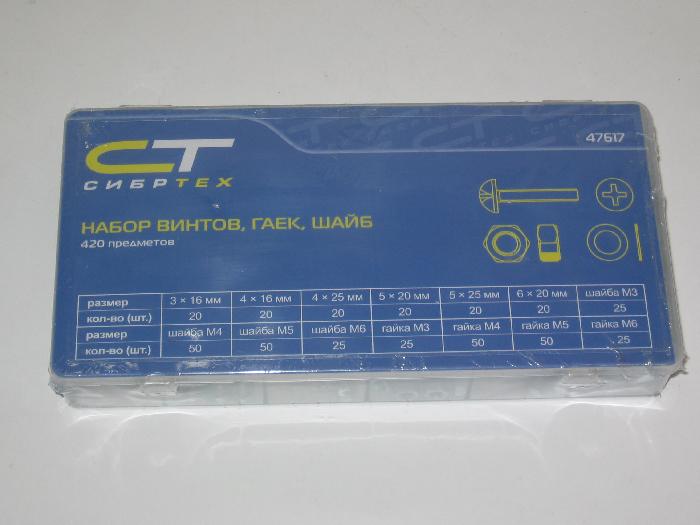 47617
СТ
СИБРТЕХ
НАБОР ВИНТОВ, ГАЕК, ШАЙБ
420 предметов
размер 3 × 16 мм 4 × 16 мм 4 × 25 мм 5 × 20 мм 5 × 25 мм 6 × 20 мм шайба М3
кол-во (шт.) 20 20 20 20 20 20 25
размер шайба М4 шайба М5 шайба М6 гайка М3 гайка М4 гайка М5 гайка М6
кол-во (шт.) 50 50 25 25 50 50 25